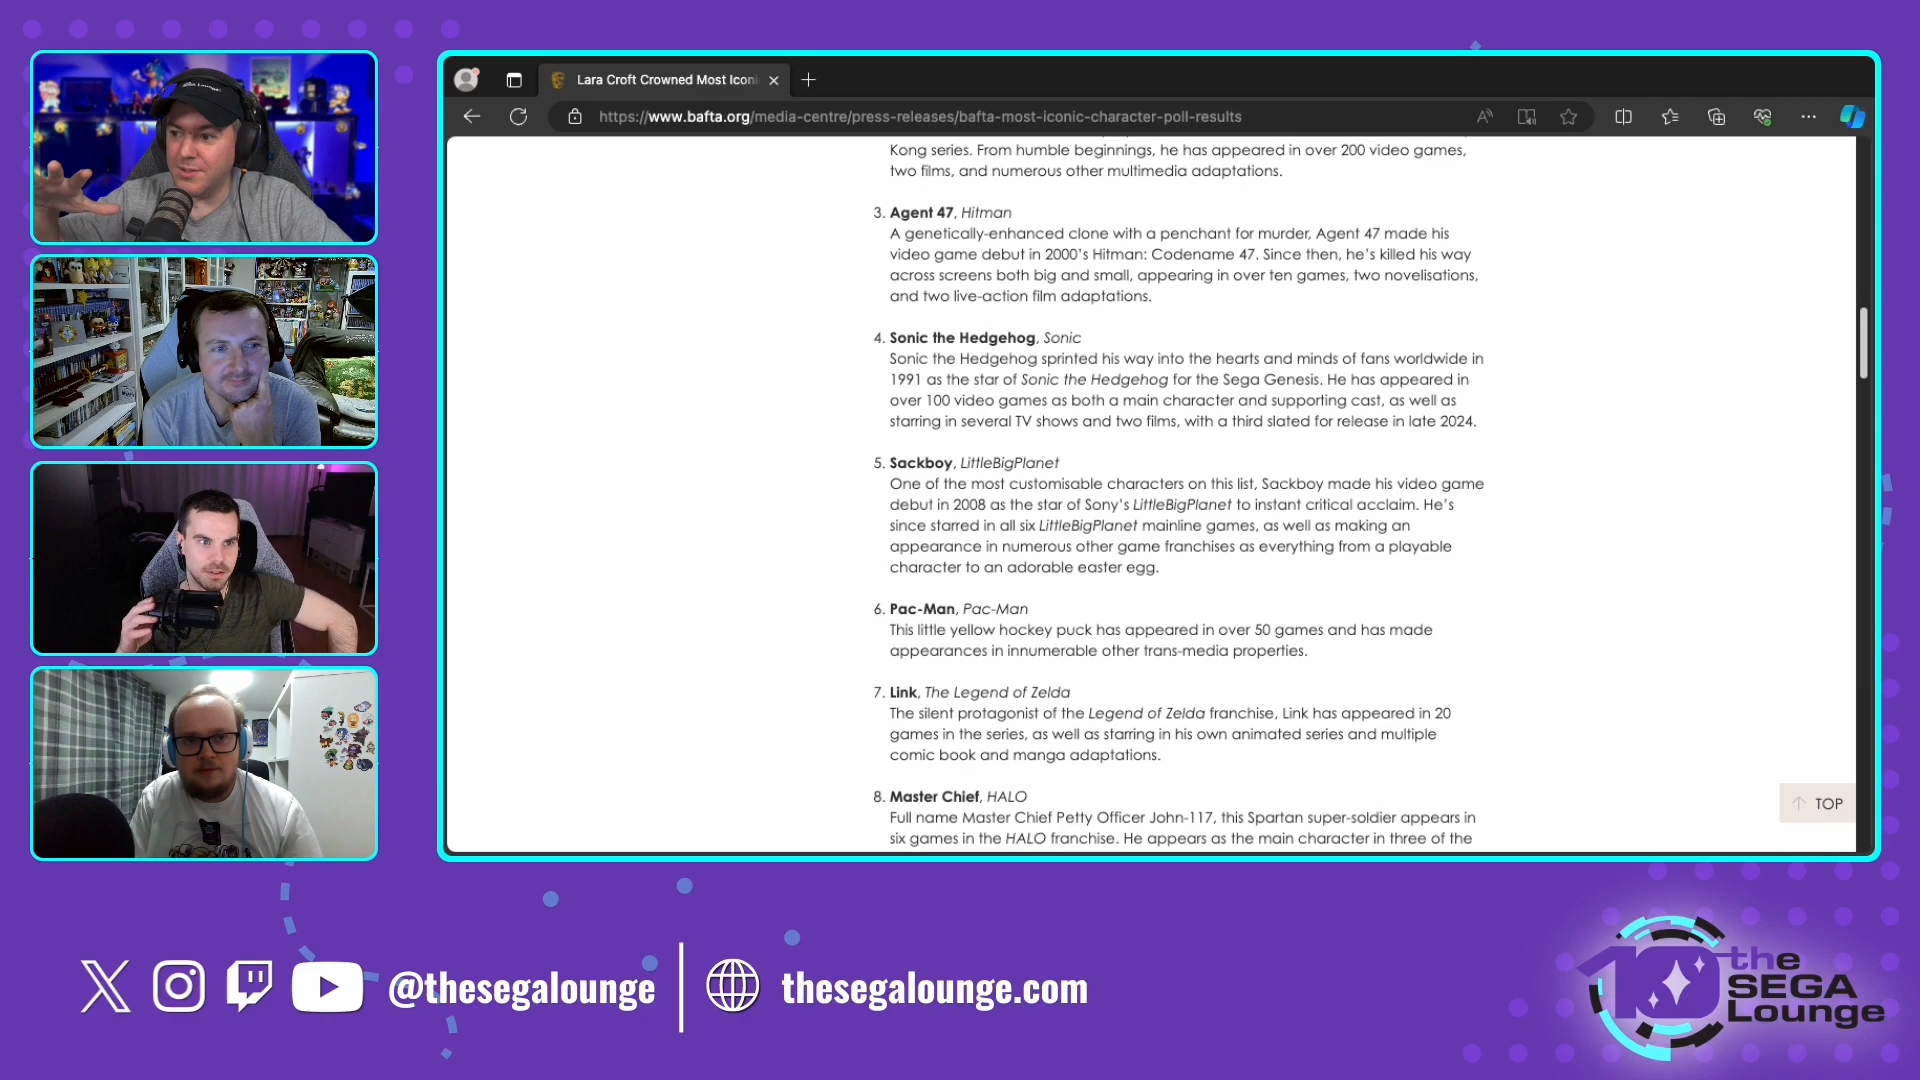 Lara Croft Crowned Most Iconi
https://www.bafta.org/media-centre/press-releases/bafta-most-iconic-character-poll-results
Kong series. From humble beginnings, he has appeared in over 200 video games,
two films, and numerous other multimedia adaptations.
3. Agent 47, Hitman
A genetically-enhanced clone with a penchant for murder, Agent 47 made his
video game debut in 2000's Hitman: Codename 47. Since then, he's killed his way
across screens both big and small, appearing in over ten games, two novelisations,
and two live-action film adaptations.
4. Sonic the Hedgehog, Sonic
Sonic the Hedgehog sprinted his way into the hearts and minds of fans worldwide in
1991 as the star of Sonic the Hedgehog for the Sega Genesis. He has appeared in
over 100 video games as both a main character and supporting cast, as well as
starring in several TV shows and two films, with a third slated for release in late 2024.
5. Sackboy, LittleBigPlanet
One of the most customisable characters on this list, Sackboy made his video game
debut in 2008 as the star of Sony's LittleBigPlanet to instant critical acclaim. He's
since starred in all six LittleBigPlanet mainline games, as well as making an
appearance in numerous other game franchises as everything from a playable
character to an adorable easter egg.
6. Pac-Man, Pac-Man
This little yellow hockey puck has appeared in over 50 games and has made
appearances in innumerable other trans-media properties.
7. Link, The Legend of Zelda
The silent protagonist of the Legend of Zelda franchise, Link has appeared in 20
games in the series, as well as starring in his own animated series and multiple
comic book and manga adaptations.
8. Master Chief, HALO
Full name Master Chief Petty Officer John-117, this Spartan super-soldier appears in
six games in the HALO franchise. He appears as the main character in three of the
TOP
@thesegalounge
thesegalounge.com
10 the
SEGA
Lounge